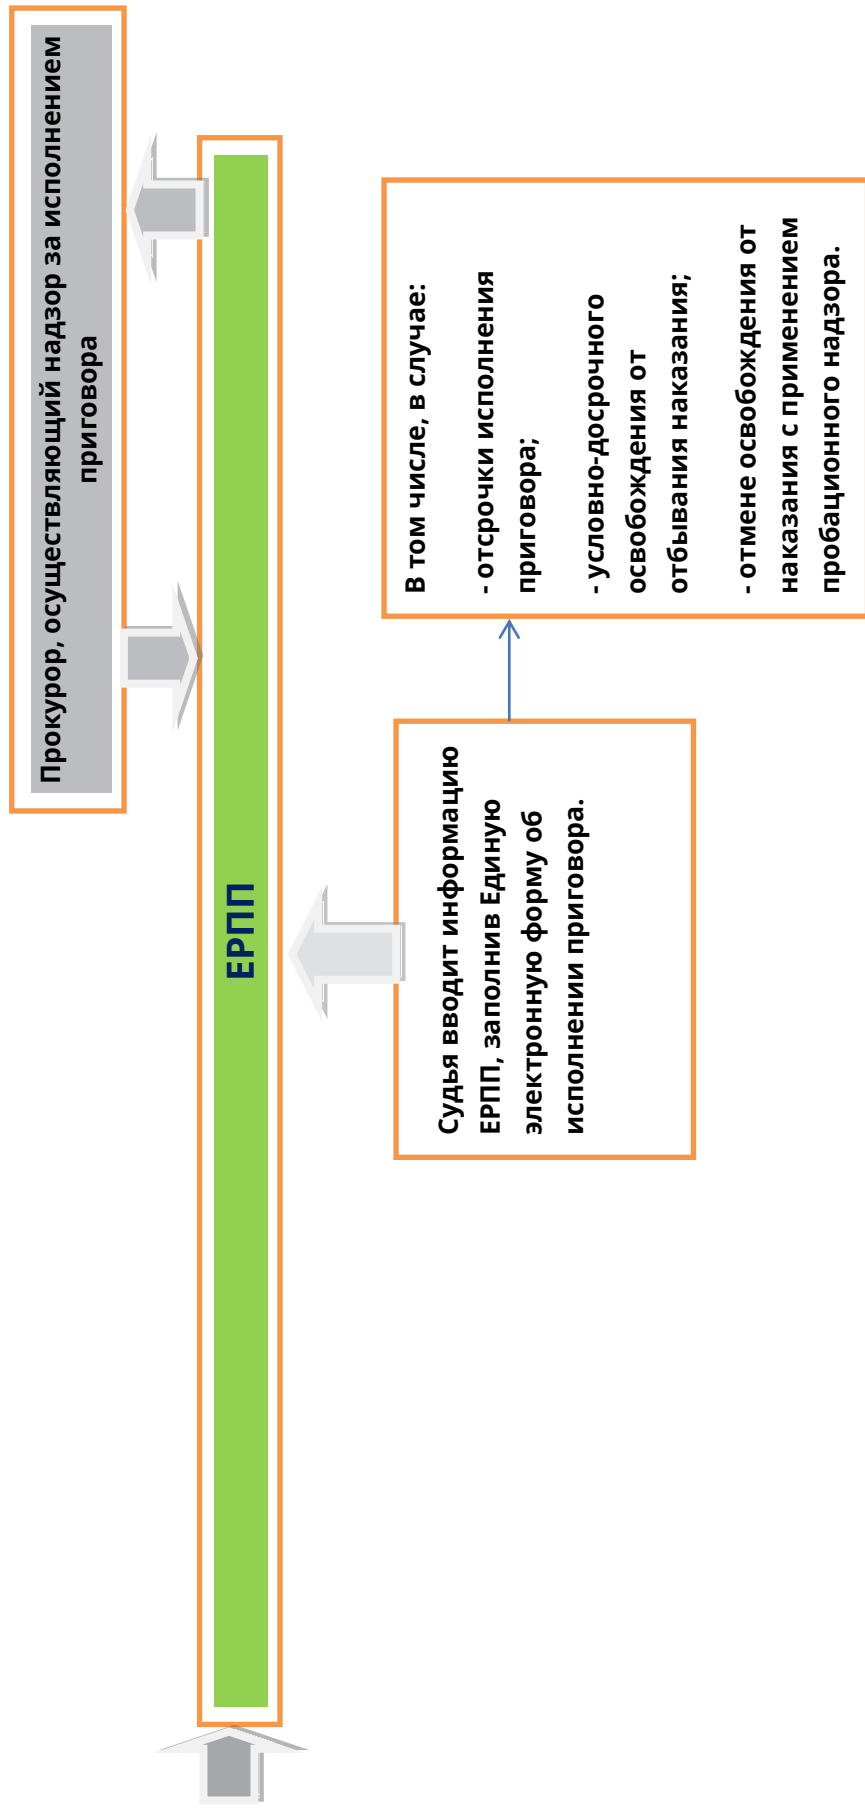 Прокурор, осуществляющий надзор за исполнением
приговора
ЕРПП
Судья вводит информацию
ЕРПП, заполнив Единую
электронную форму об
исполнении приговора.
В том числе, в случае:
- отсрочки исполнения
приговора;
- условно-досрочного
освобождения от
отбывания наказания;
- отмене освобождения от
наказания с применением
пробационного надзора.